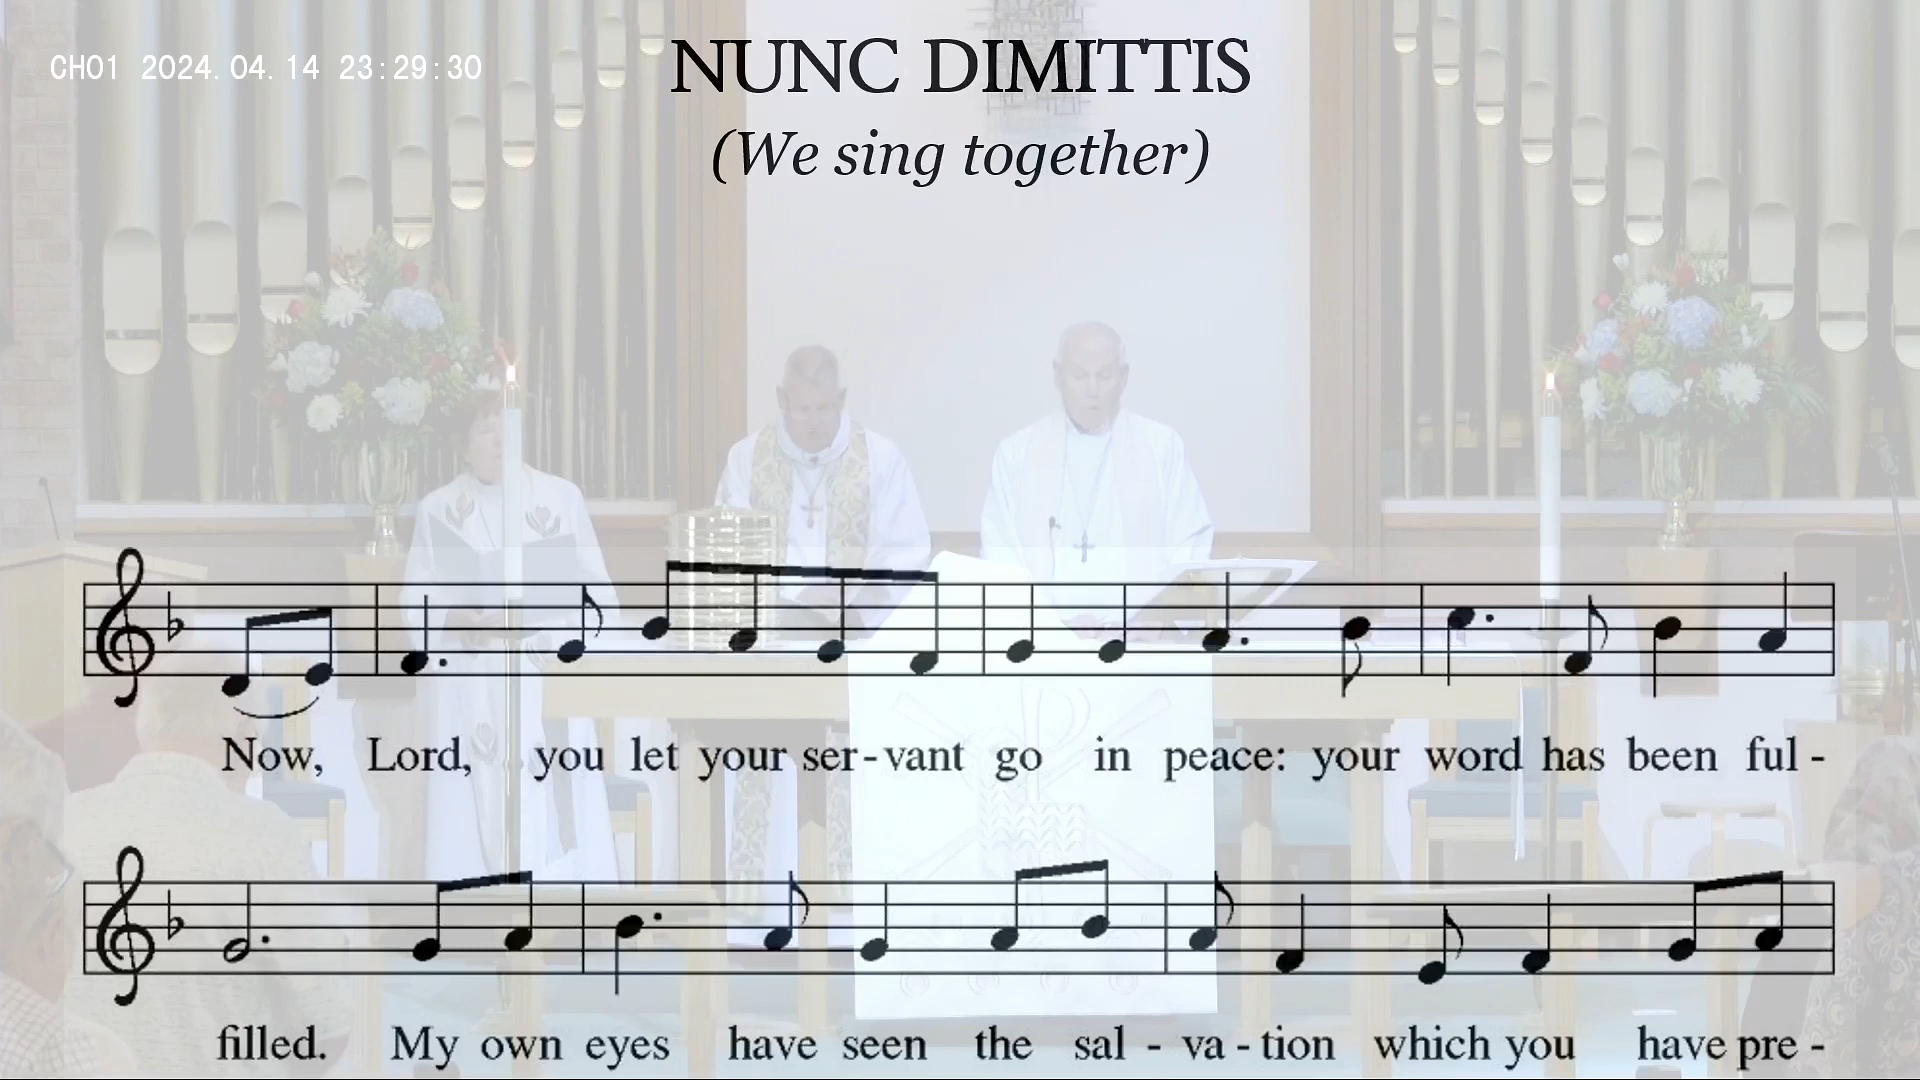 CH01 2024.04.14 23:29:30
NUNC DIMITTIS
(We sing together)
Now, Lord, you let your ser-vant go in peace: your word has been ful-
filled. My own eyes have seen the sal - va - tion which you have pre -